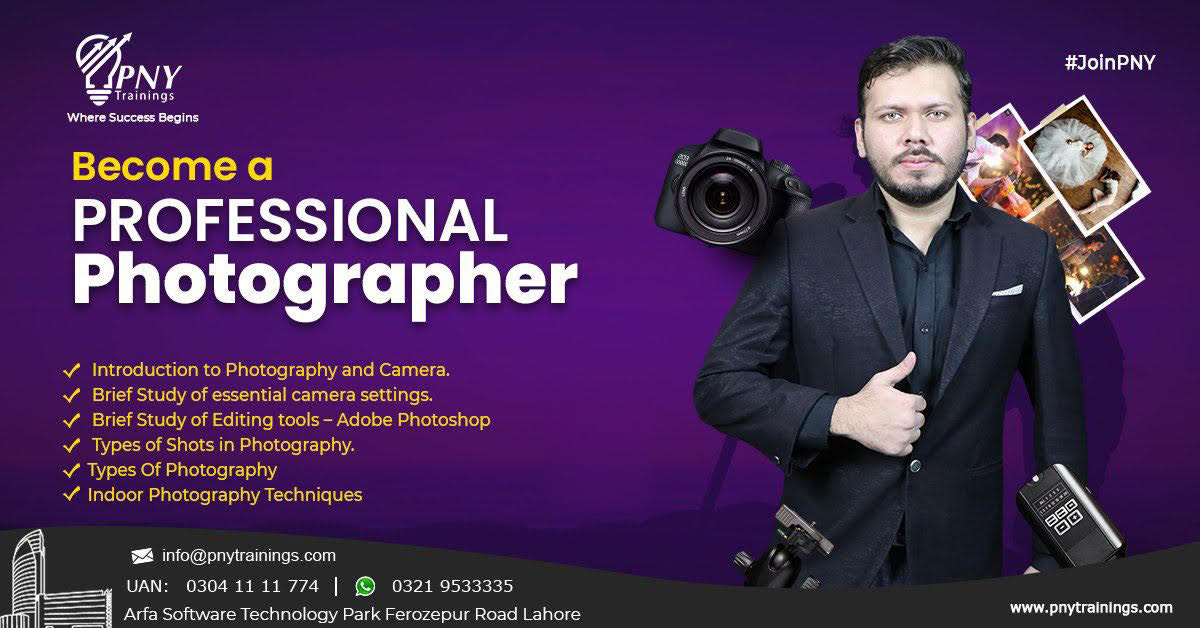 PNY
Trainings
Where Success Begins
#JoinPNY
Become a
PROFESSIONAL
Photographer
Introduction to Photography and Camera.
Brief Study of essential camera settings.
Brief Study of Editing tools – Adobe Photoshop
Types of Shots in Photography.
Types Of Photography
Indoor Photography Techniques
info@pnytrainings.com
UAN: 0304 11 11 774 | 0321 9533335
Arfa Software Technology Park Ferozepur Road Lahore
www.pnytrainings.com